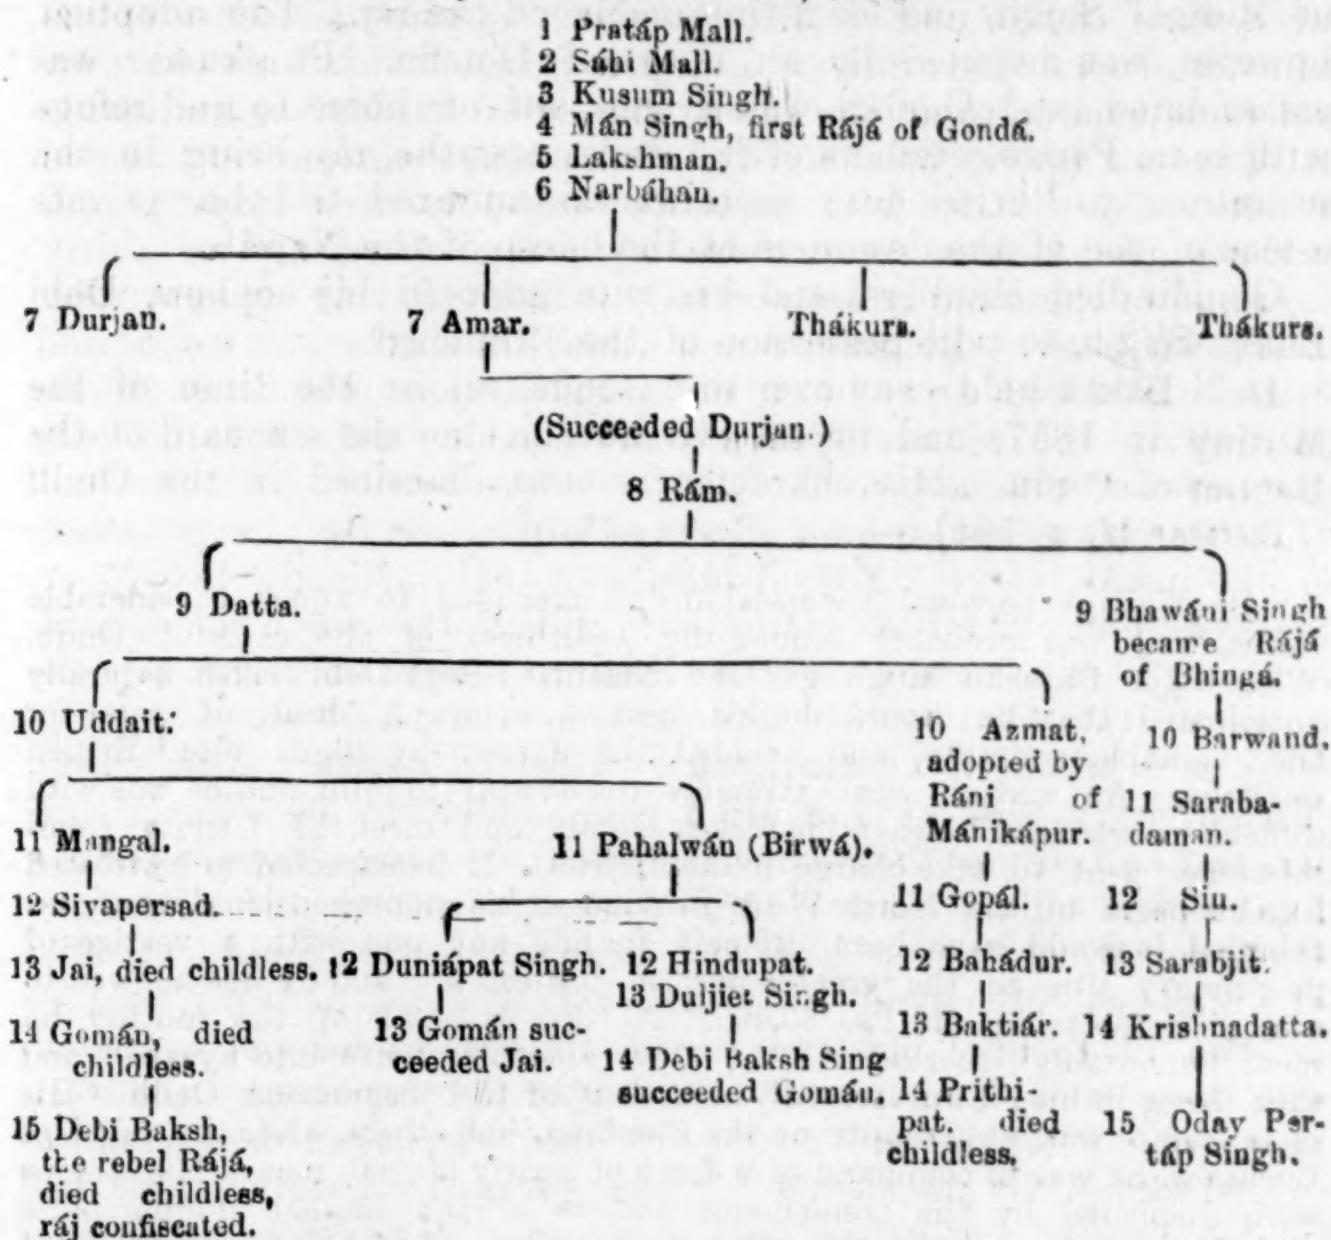 1 Pratáp Mall.
2 Sáhi Mall.
3 Kusum Singh.
4 Mán Singh, first Rájá of Gondá.
5 Lakshman.
6 Narbáhan.
7 Durjan. 7 Amar. Thákurs. Thákurs.
(Succeeded Durjan.)
8 Rám.
9 Datta. 9 Bhawáni Singh
became Rájá
of Bhingá.
10 Uddait. 10 Azmat, 10 Barwand.
adopted by
Ráni of 11 Saraba-
11 Mangal. 11 Pahalwán (Birwá). Mánikápur. daman.
12 Sivapersad. 11 Gopál. 12 Siu.
13 Jai, died childless. 12 Duniápat Singh. 12 Hindupat. 12 Bahádur. 13 Sarabjit.
13 Duljiet Singh.
14 Gomán, died 13 Gomán suc- 13 Baktiár. 14 Krishnadatta.
childless. ceeded Jai. 14 Debi Baksh Sing
succeeded Gomán. 14 Prithi-
15 Debi Baksh, pat, died 15 Oday Per-
the rebel Rájá, childless. táp Singh.
died childless,
ráj confiscated.